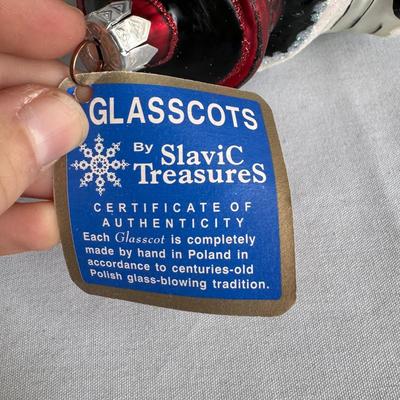 GLASSCOTS
By SlaviC
TreasureS
CERTIFICATE OF
AUTHENTICITY
Each Glasscot is completely
made by hand in Poland in
accordance to centuries-old
Polish glass-blowing tradition.